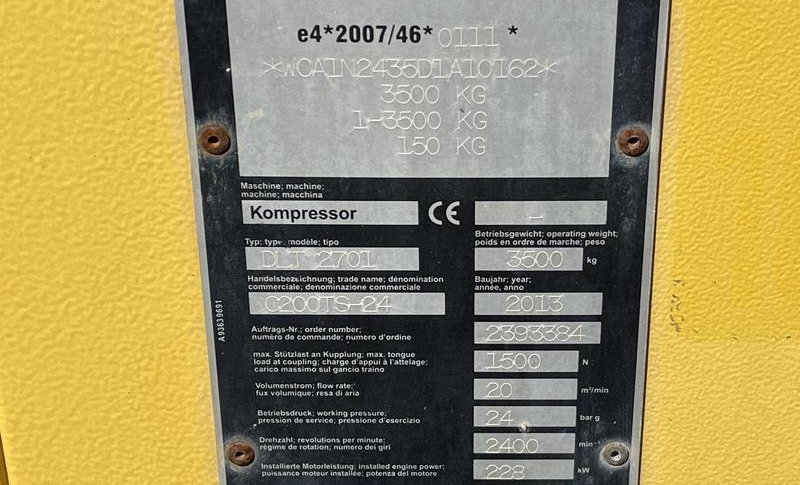 e4*2007/46*0111*
*WCA1N2435D1A10162*
3500 KG
1-3500 KG
150 KG
Maschine; machine;
machine; macchina
Kompressor
CE
-
Typ; type; modèle; tipo
DLT 2701
Betriebsgewicht; operating weight;
poids en ordre de marche; peso
3500 kg
Handelsbezeichnung; trade name; dénomination
commerciale; denominazione commerciale
C200TS-24
Baujahr; year;
année, anno
2013
Auftrags-Nr.; order number;
numéro de commande; numero d'ordine
2393384
max. Stützlast an Kupplung; max. tongue
load at coupling; charge d'appui à l'attelage;
carico massimo sul gancio traino
1500 N
Volumenstrom; flow rate;
fux volumique; resa di aria
20 m³/min
Betriebsdruck; working pressure;
pression de service; pressione d'esercizio
24 bar g
Drehzahl; revolutions per minute;
régime de rotation; numero dei giri
2400 min⁻¹
Installierte Motorleistung; installed engine power;
puissance moteur installée; potenza del motore
228 kW
A93639691